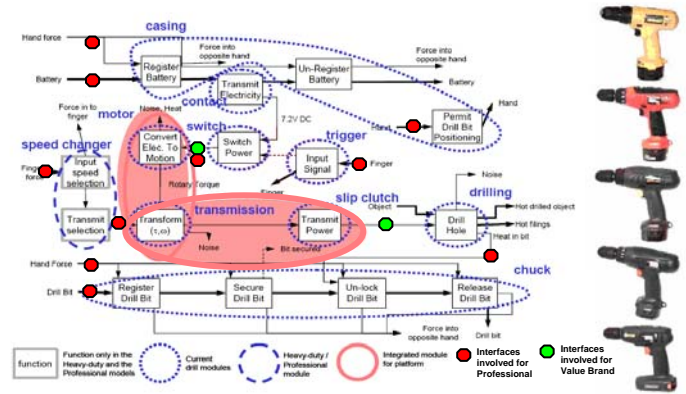 casing
Hand force
Register
Battery
Force into
opposite hand
Un-Register
Battery
Force into
opposite hand
Battery
Battery
Transmit
Electricity
contact
Force in to
finger
motor
Noise, Heat
7.2V DC
Hand
Permit
Drill Bit
Positioning
Hand
switch
Convert
Elec. To
Motion
Switch
Power
trigger
Input
Signal
Finger
Finger
speed changer
Finger
force
Input
speed
selection
Rotary Torque
Transmit
selection
Transform
(τ,ω)
transmission
Transmit
Power
slip clutch
Object
drilling
Noise
Drill
Hole
Hot drilled object
Hot filings
Heat in bit
Noise
Bit secured
Hand Force
chuck
Drill Bit
Register
Drill Bit
Secure
Drill Bit
Un-lock
Drill Bit
Release
Drill Bit
Force into
opposite hand
Drill bit
function
Function only in the
Heavy-duty and the
Professional models
Current
drill modules
Heavy-duty /
Professional
module
Integrated module
for platform
Interfaces
involved for
Professional
Interfaces
involved for
Value Brand